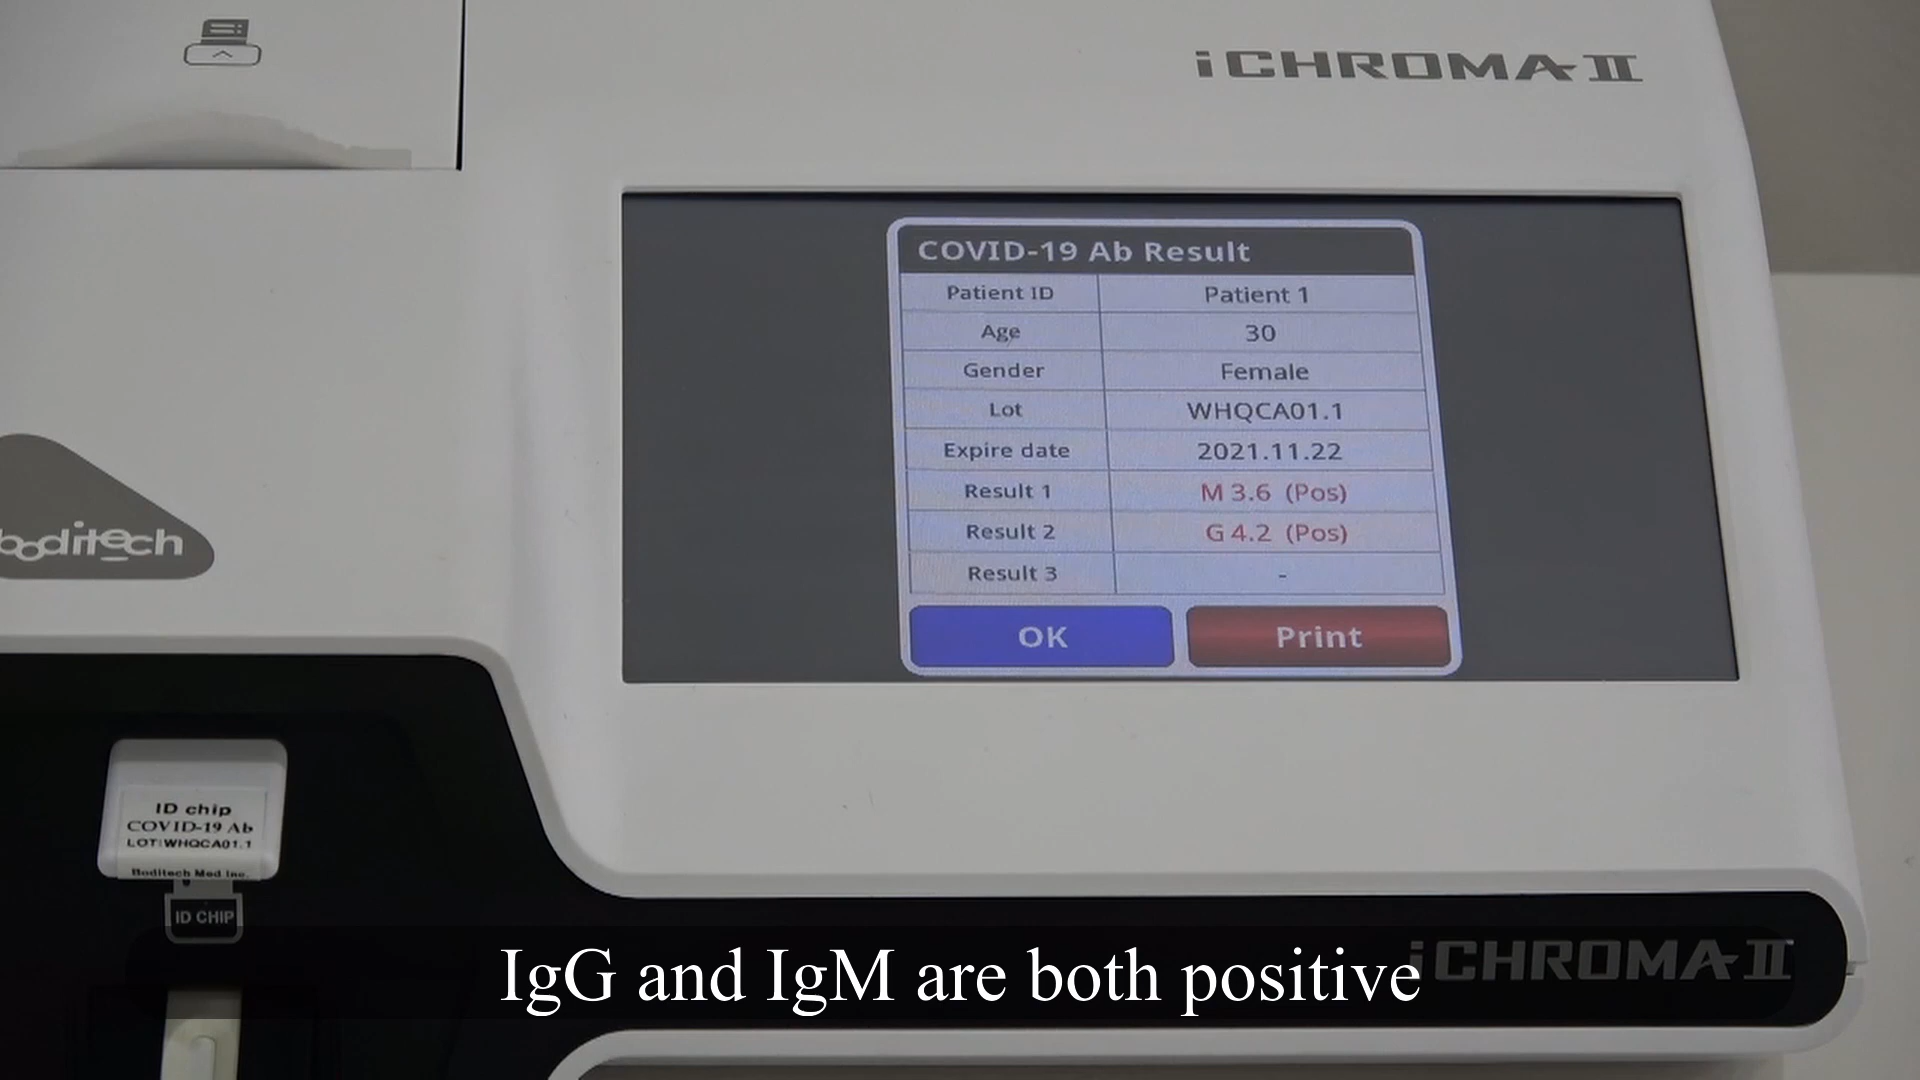 iCHROMA-II
COVID-19 Ab Result
Patient ID Patient 1
Age 30
Gender Female
Lot WHQCA01.1
Expire date 2021.11.22
Result 1 M 3.6 (Pos)
Result 2 G 4.2 (Pos)
Result 3 -
OK Print
boditech
ID chip
COVID-19 Ab
LOT:WHQCA01.1
Boditech Med Inc.
ID CHIP
iCHROMA-II
IgG and IgM are both positive